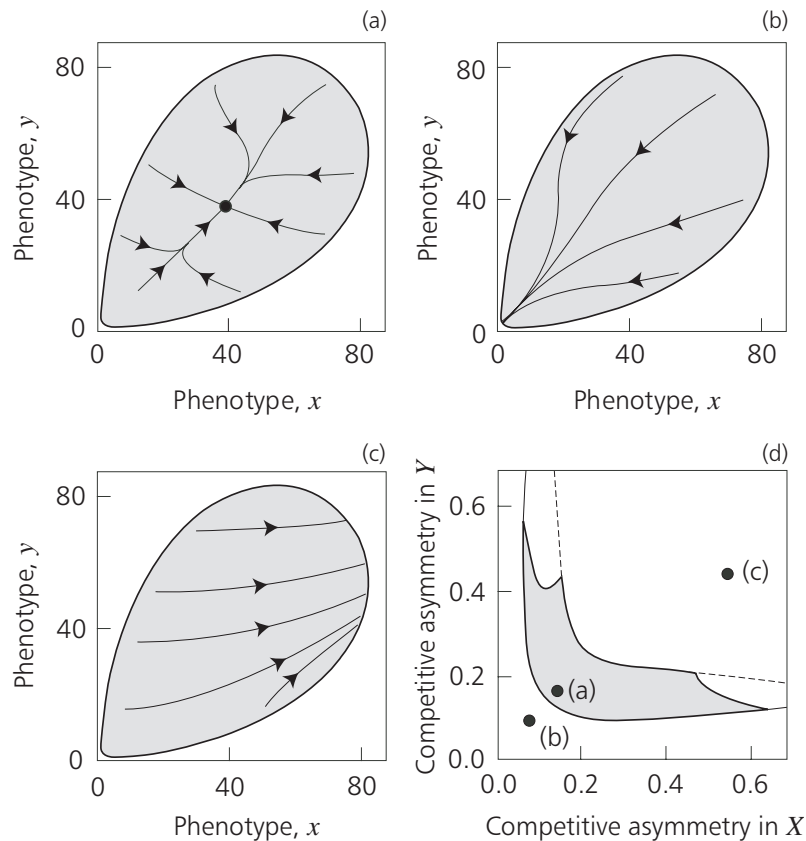 (a)
80
40
0
0 40 80
Phenotype, y
Phenotype, x
(b)
80
40
0
0 40 80
Phenotype, y
Phenotype, x
(c)
80
40
0
0 40 80
Phenotype, y
Phenotype, x
(d)
0.6
0.4
0.2
0.0
0.0 0.2 0.4 0.6
(c)
(a)
(b)
Competitive asymmetry in Y
Competitive asymmetry in X